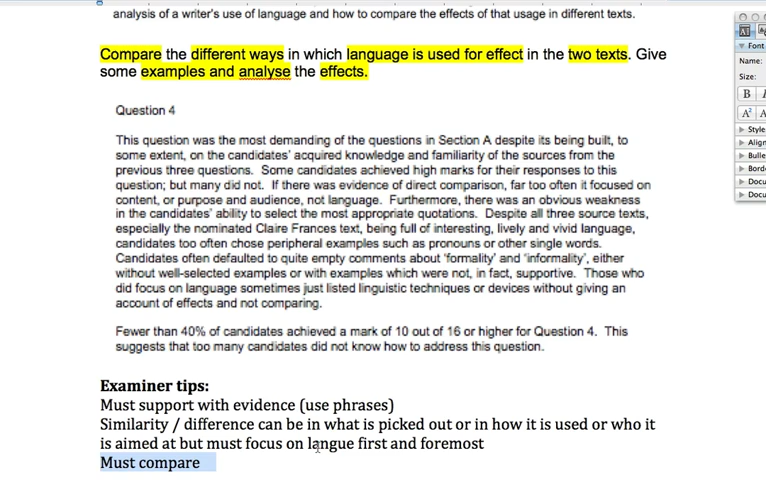 analysis of a writer's use of language and how to compare the effects of that usage in different texts.
Compare the different ways in which language is used for effect in the two texts. Give
some examples and analyse the effects.
Question 4
This question was the most demanding of the questions in Section A despite its being built, to
some extent, on the candidates' acquired knowledge and familiarity of the sources from the
previous three questions. Some candidates achieved high marks for their responses to this
question; but many did not. If there was evidence of direct comparison, far too often it focused on
content, or purpose and audience, not language. Furthermore, there was an obvious weakness
in the candidates' ability to select the most appropriate quotations. Despite all three source texts,
especially the nominated Claire Frances text, being full of interesting, lively and vivid language,
candidates too often chose peripheral examples such as pronouns or other single words.
Candidates often defaulted to quite empty comments about 'formality' and 'informality', either
without well-selected examples or with examples which were not, in fact, supportive. Those who
did focus on language sometimes just listed linguistic techniques or devices without giving an
account of effects and not comparing.
Fewer than 40% of candidates achieved a mark of 10 out of 16 or higher for Question 4. This
suggests that too many candidates did not know how to address this question.
Examiner tips:
Must support with evidence (use phrases)
Similarity / difference can be in what is picked out or in how it is used or who it
is aimed at but must focus on langue first and foremost
Must compare
Font
Name:
Size:
B I
A² A
Style
Align
Bulle
Bord
Docu
Docu